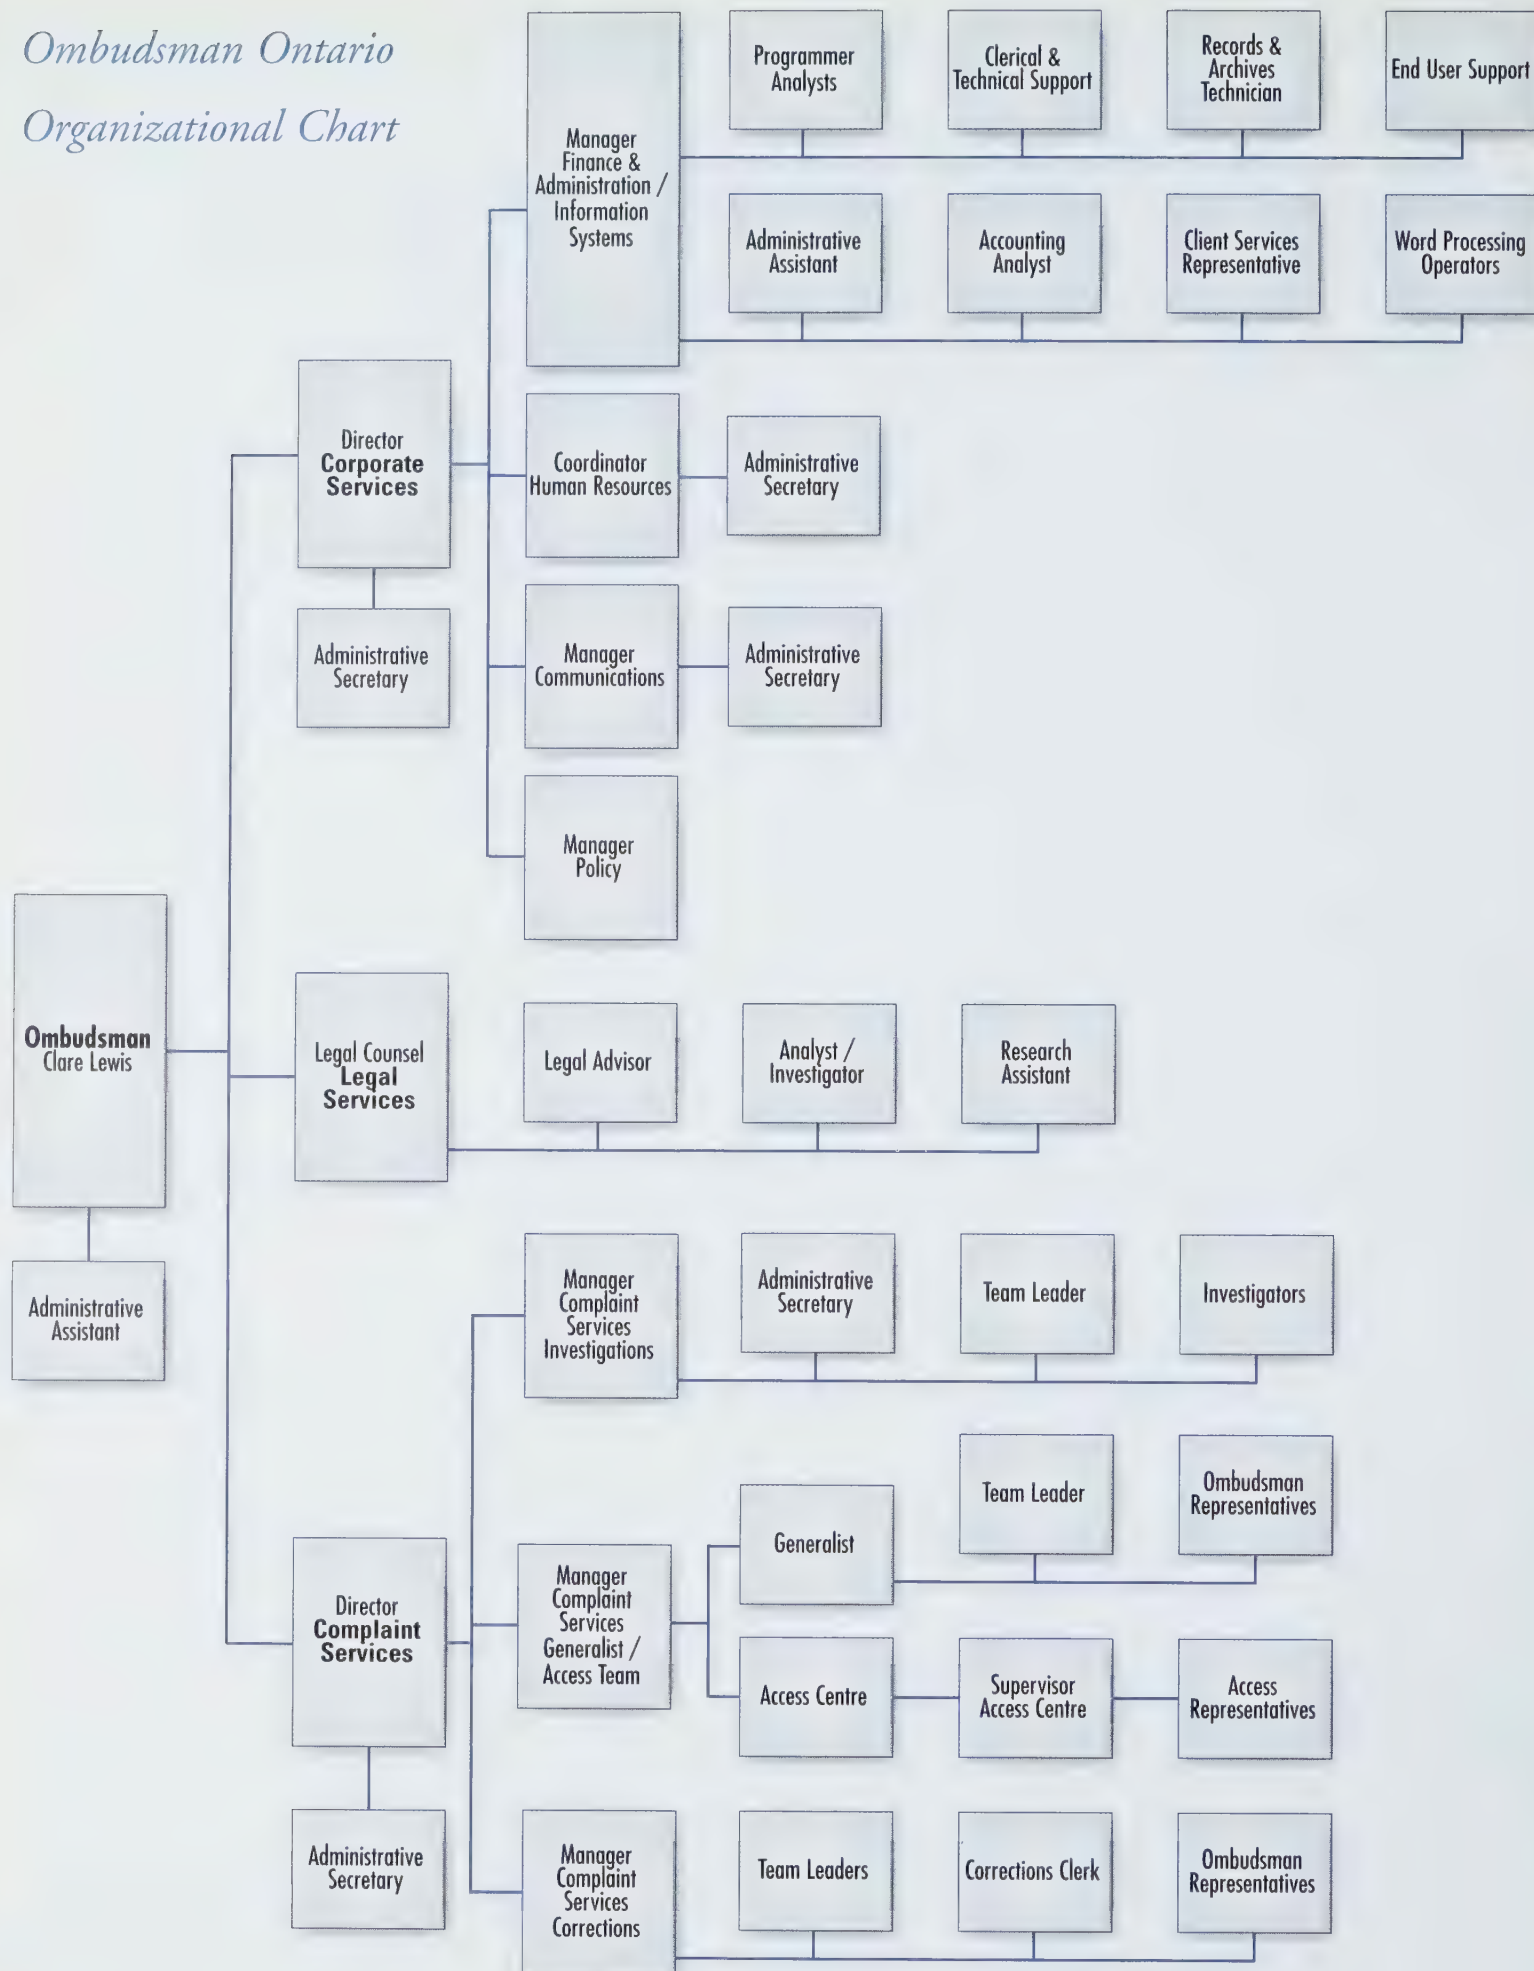 Ombudsman Ontario
Organizational Chart
Manager
Finance &
Administration /
Information
Systems
Programmer
Analysts
Clerical &
Technical Support
Records &
Archives
Technician
End User Support
Administrative
Assistant
Accounting
Analyst
Client Services
Representative
Word Processing
Operators
Director
Corporate
Services
Administrative
Secretary
Coordinator
Human Resources
Administrative
Secretary
Manager
Communications
Administrative
Secretary
Manager
Policy
Ombudsman
Clare Lewis
Administrative
Assistant
Legal Counsel
Legal
Services
Legal Advisor
Analyst /
Investigator
Research
Assistant
Manager
Complaint
Services
Investigations
Administrative
Secretary
Team Leader
Investigators
Director
Complaint
Services
Administrative
Secretary
Manager
Complaint
Services
Generalist /
Access Team
Generalist
Team Leader
Ombudsman
Representatives
Access Centre
Supervisor
Access Centre
Access
Representatives
Manager
Complaint
Services
Corrections
Team Leaders
Corrections Clerk
Ombudsman
Representatives